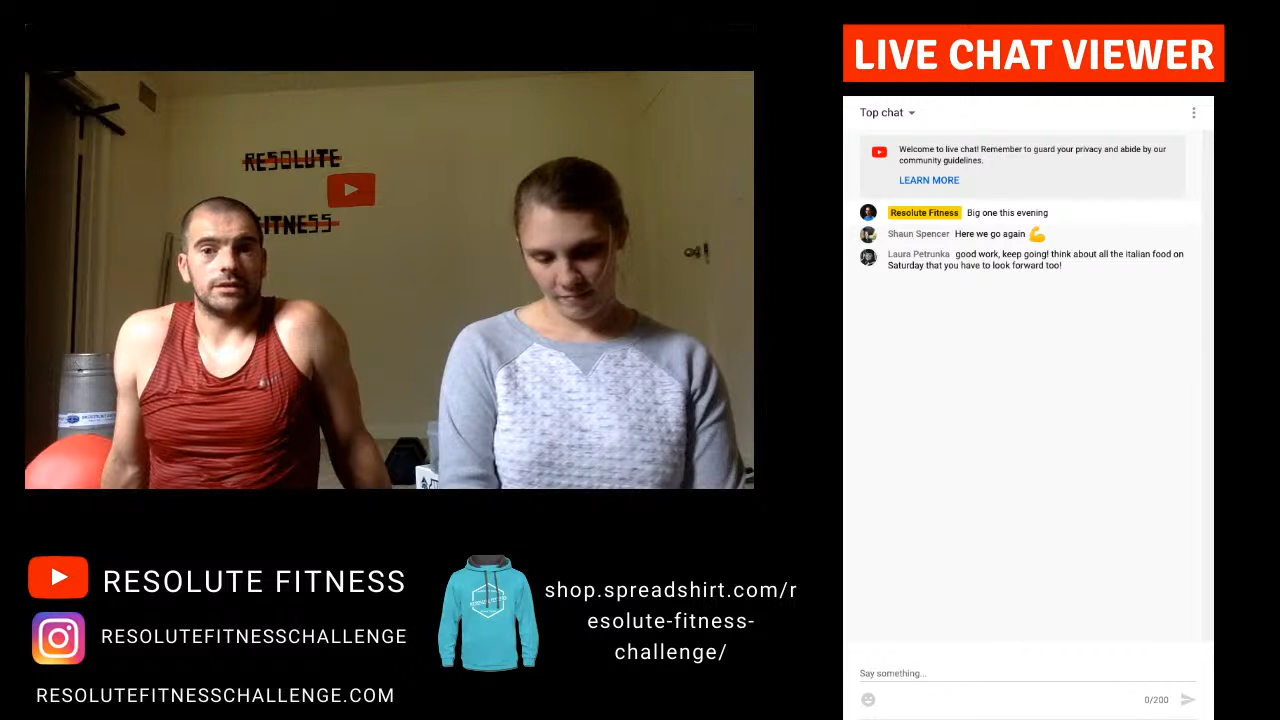 LIVE CHAT VIEWER
Top chat
Welcome to live chat! Remember to guard your privacy and abide by our
community guidelines.
LEARN MORE
Resolute Fitness Big one this evening
Shaun Spencer Here we go again 💪
Laura Petrunka good work, keep going! think about all the italian food on
Saturday that you have to look forward too!
Say something...
0/200
RESOLUTE
FITNESS
RESOLUTE FITNESS
RESOLUTEFITNESSCHALLENGE
RESOLUTEFITNESSCHALLENGE.COM
shop.spreadshirt.com/r
esolute-fitness-
challenge/